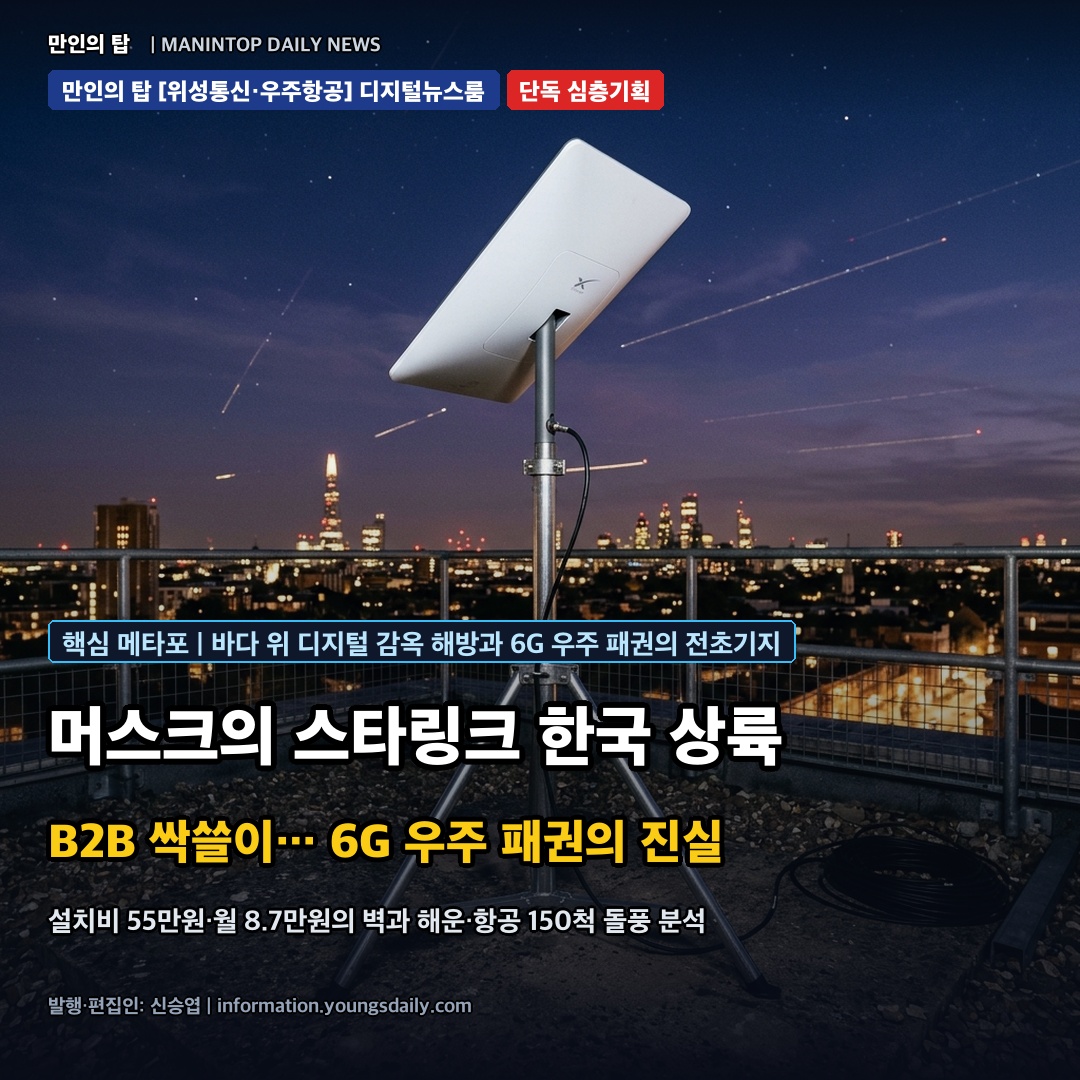 만인의 탑 | MANINTOP DAILY NEWS
만인의 탑 [위성통신·우주항공] 디지털뉴스룸 단독 심층기획
핵심 메타포 | 바다 위 디지털 감옥 해방과 6G 우주 패권의 전초기지
머스크의 스타링크 한국 상륙
B2B 싹쓸이… 6G 우주 패권의 진실
설치비 55만원·월 8.7만원의 벽과 해운·항공 150척 돌풍 분석
발행·편집인: 신승엽 | information.youngsdaily.com